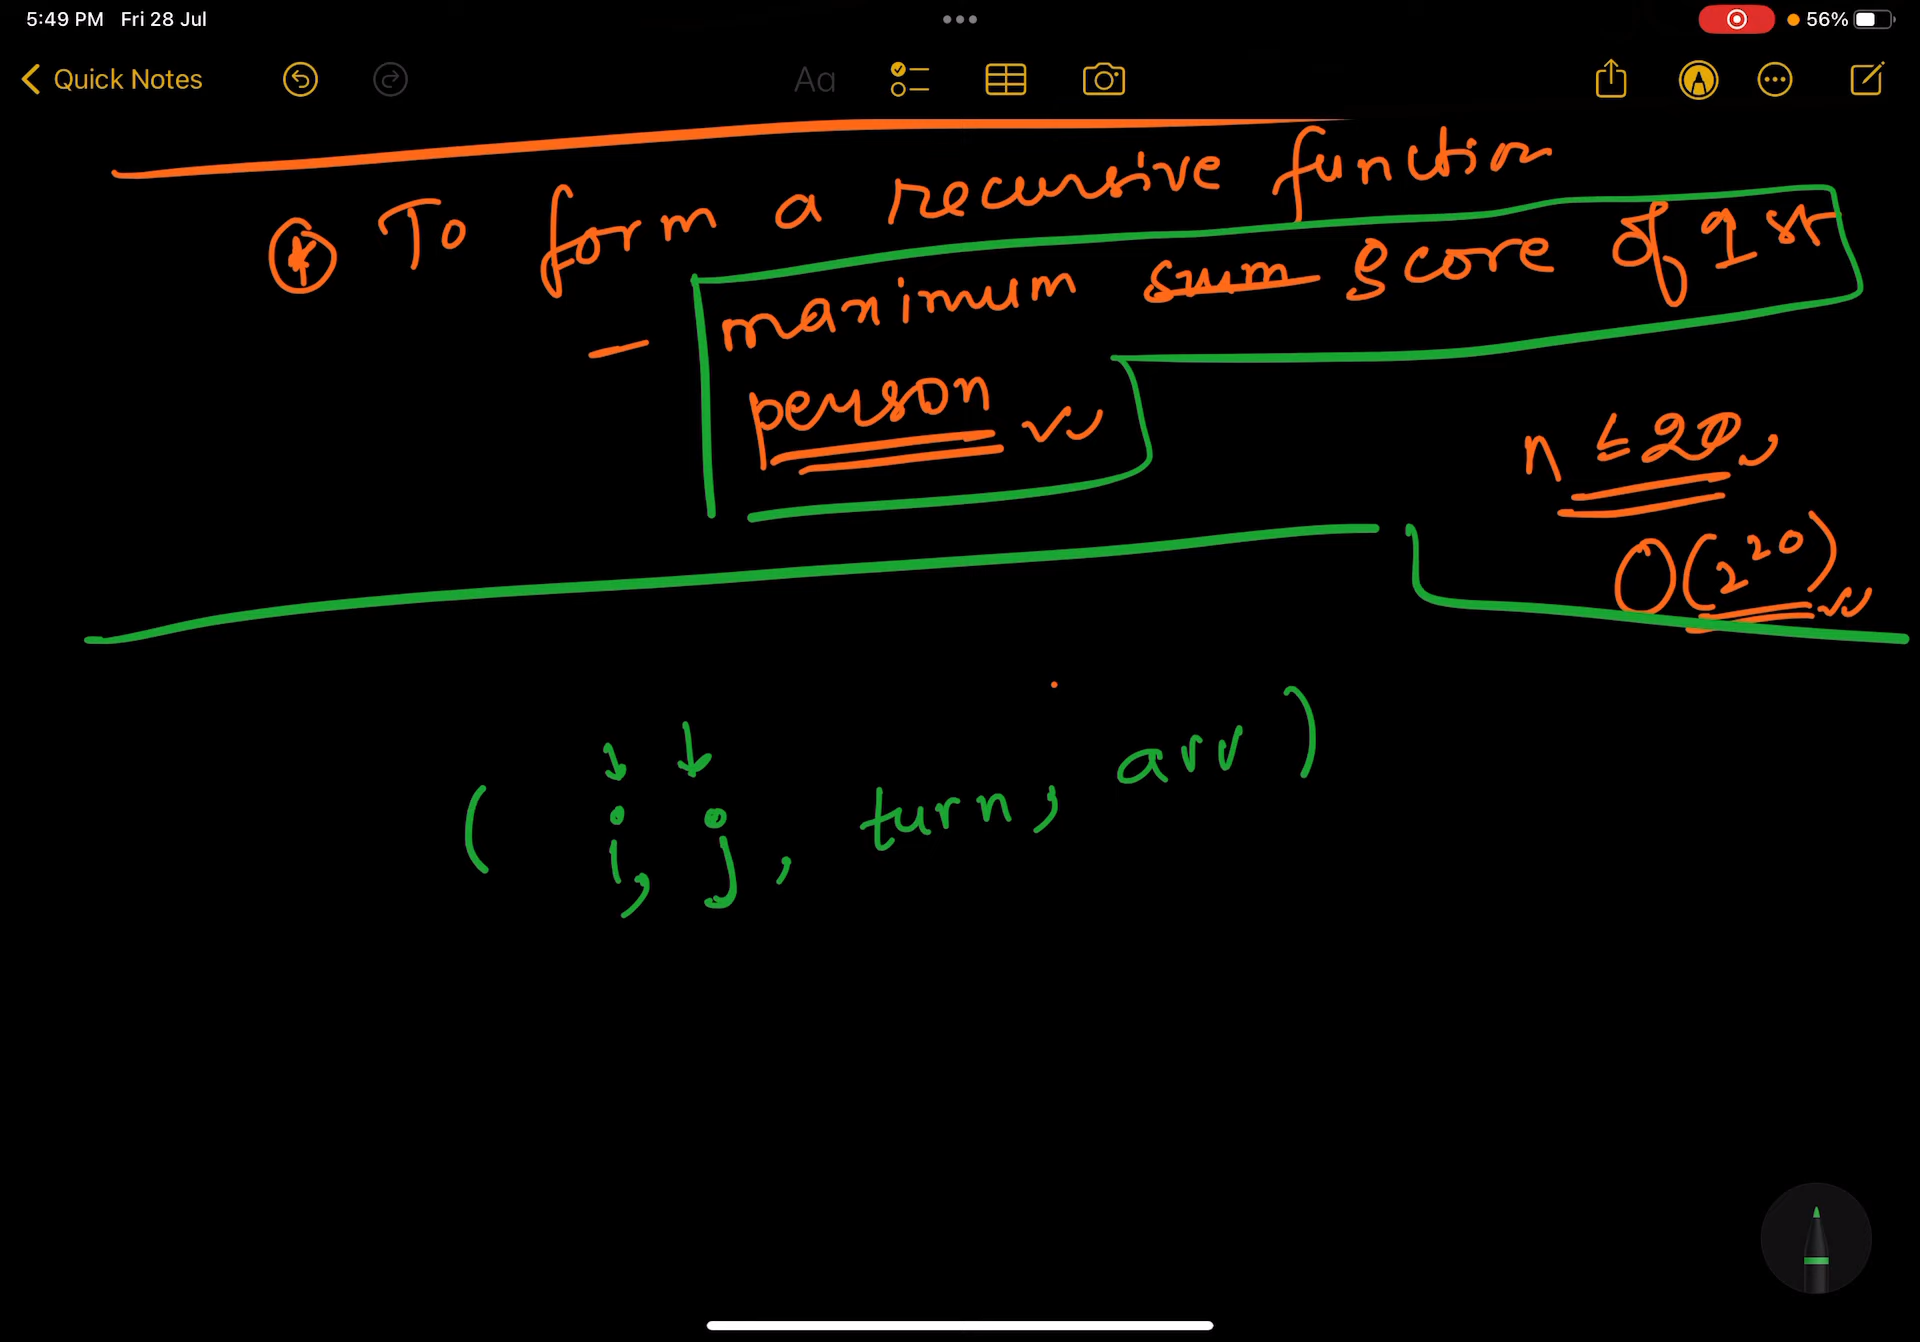 5:49 PM Fri 28 Jul
56%
Quick Notes
Aa
To form a recursive function
- maximum sum score of 1st
person
n ≤ 20,
O(2^20)
( i, j, turn, arr )